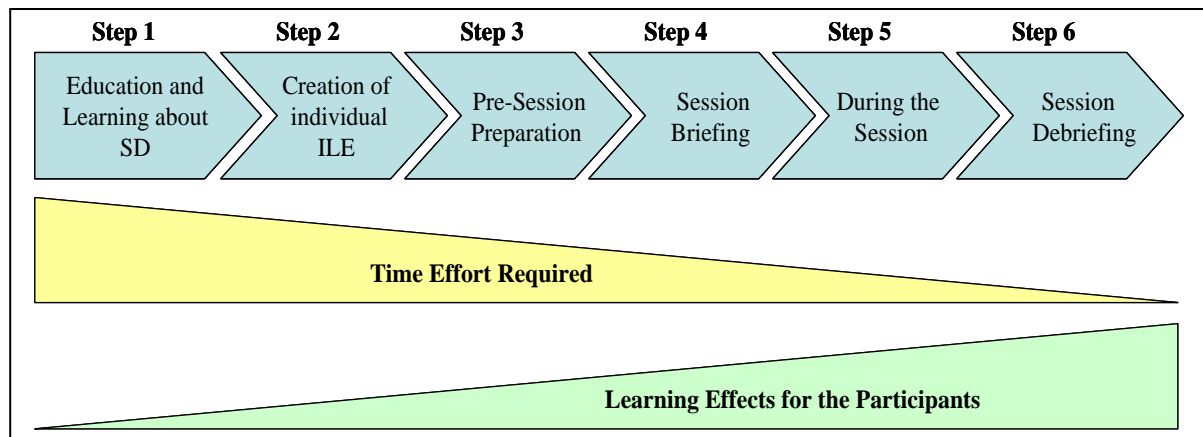 Step 1 Step 2 Step 3 Step 4 Step 5 Step 6
Education and
Learning about
SD
Creation of
individual
ILE
Pre-Session
Preparation
Session
Briefing
During the
Session
Session
Debriefing
Time Effort Required
Learning Effects for the Participants